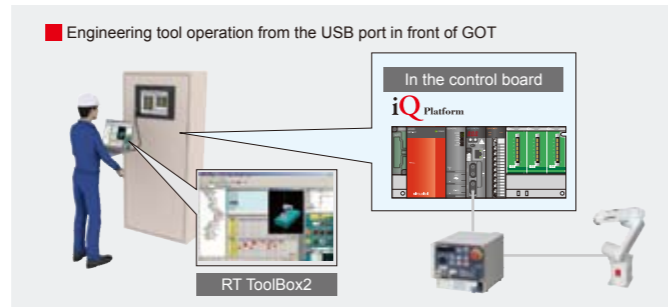 Engineering tool operation from the USB port in front of GOT
In the control board
iQ Platform
RT ToolBox2